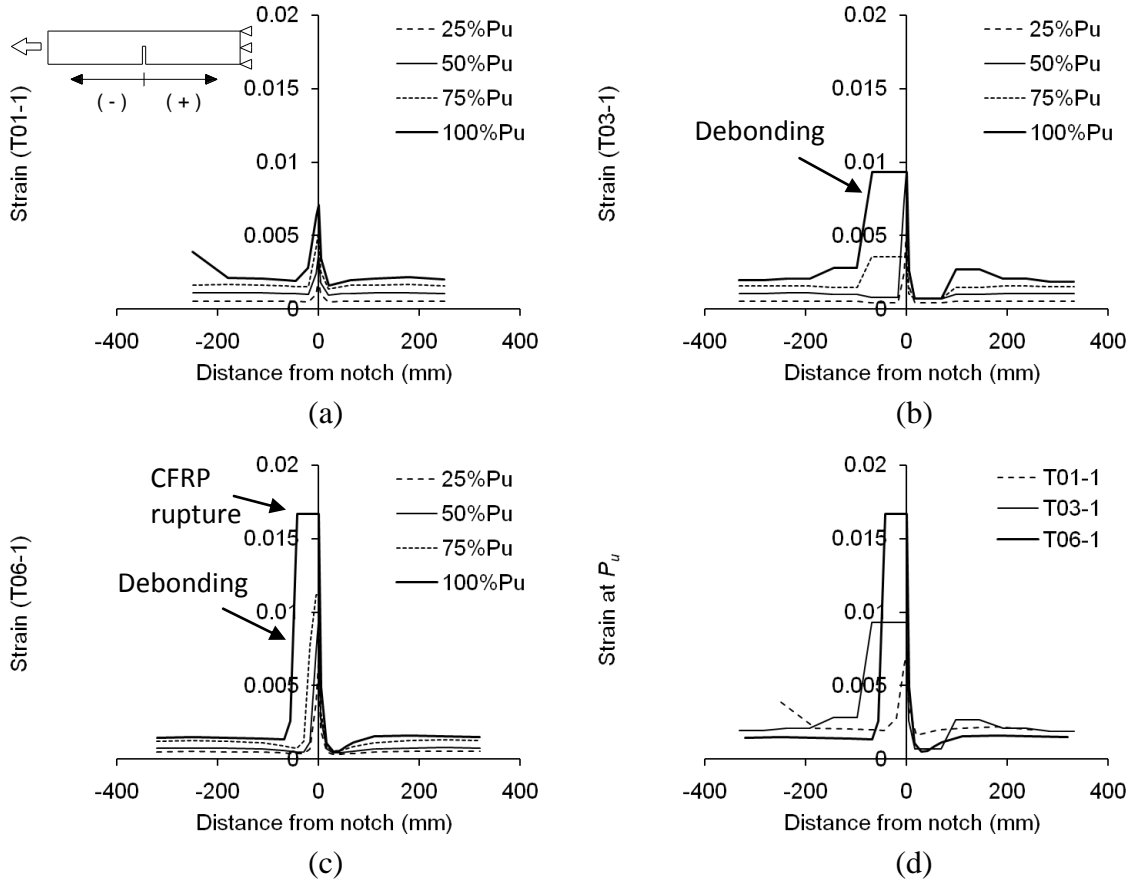 Strain (T01-1)
0.02
0.015
0.01
0.005
0
-400 -200 0 200 400
Distance from notch (mm)
25%Pu
50%Pu
75%Pu
100%Pu
( - ) ( + )
(a)
Strain (T03-1)
0.02
0.015
0.01
0.005
0
-400 -200 0 200 400
Distance from notch (mm)
25%Pu
50%Pu
75%Pu
100%Pu
Debonding
(b)
Strain (T06-1)
0.02
0.015
0.01
0.005
0
-400 -200 0 200 400
Distance from notch (mm)
25%Pu
50%Pu
75%Pu
100%Pu
CFRP
rupture
Debonding
(c)
Strain at Pu
0.02
0.015
0.01
0.005
0
-400 -200 0 200 400
Distance from notch (mm)
T01-1
T03-1
T06-1
(d)